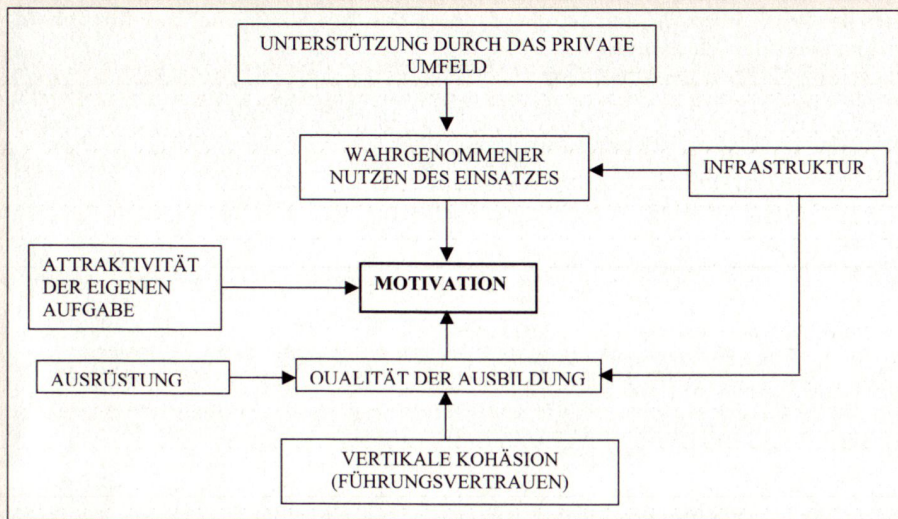 UNTERSTÜTZUNG DURCH DAS PRIVATE
UMFELD
WAHRGENOMMENER
NUTZEN DES EINSATZES
INFRASTRUKTUR
ATTRAKTIVITÄT
DER EIGENEN
AUFGABE
MOTIVATION
AUSRÜSTUNG
QUALITÄT DER AUSBILDUNG
VERTIKALE KOHÄSION
(FÜHRUNGSVERTRAUEN)